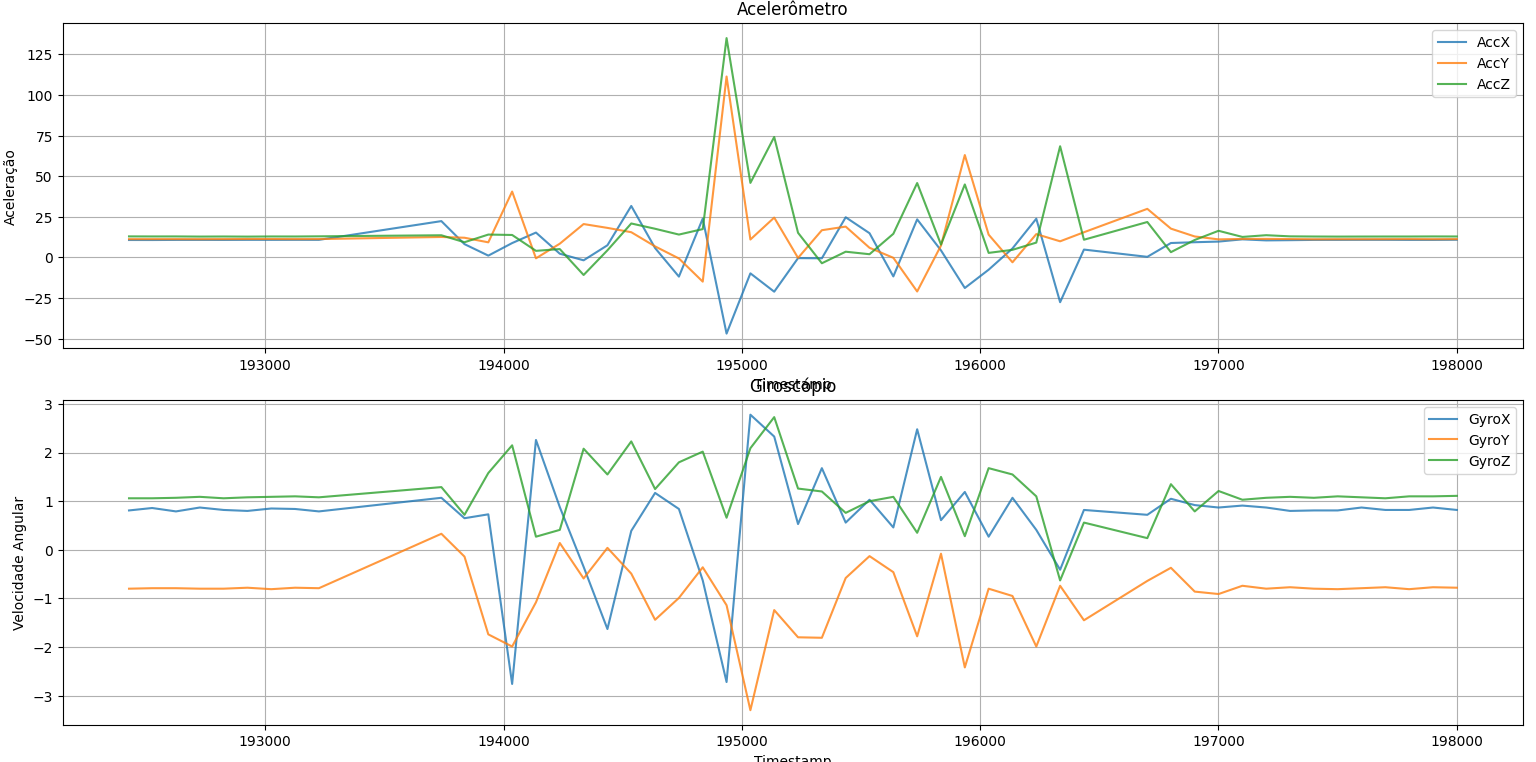 Acelerômetro
Aceleração
125
100
75
50
25
0
−25
−50
AccX
AccY
AccZ
193000 194000 195000 196000 197000 198000
Timestamp
Giroscópio
Velocidade Angular
3
2
1
0
−1
−2
−3
GyroX
GyroY
GyroZ
193000 194000 195000 196000 197000 198000
Timestamp